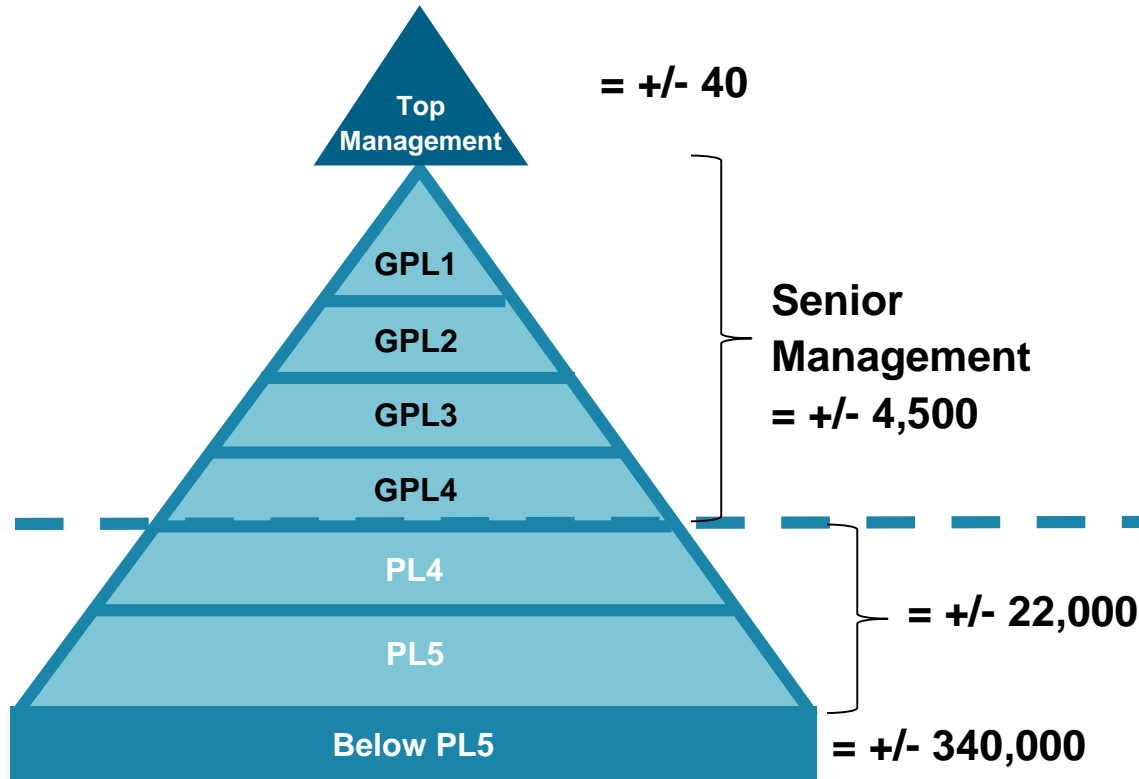 Top
Management
= +/- 40
GPL1
GPL2
GPL3
GPL4
Senior
Management
= +/- 4,500
PL4
PL5
= +/- 22,000
Below PL5
= +/- 340,000